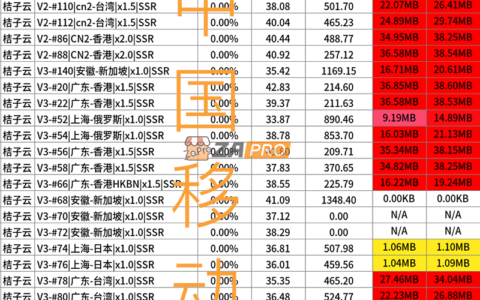 桔子云 V2-#110|cn2-台湾|x1.5|SSR 0.00% 38.08 501.70 22.07MB 26.41MB
桔子云 V2-#112|cn2-台湾|x1.5|SSR 0.00% 40.04 465.23 24.89MB 29.74MB
桔子云 V2-#86|CN2-香港|x2.0|SSR 0.00% 40.44 488.77 34.95MB 38.25MB
桔子云 V2-#88|CN2-香港|x2.0|SSR 0.00% 40.92 257.12 36.58MB 38.54MB
桔子云 V3-#140|安徽-新加坡|x1.0|SSR 0.00% 35.42 1169.15 16.71MB 20.61MB
桔子云 V3-#20|广东-香港|x1.5|SSR 0.00% 42.83 214.60 36.85MB 38.60MB
桔子云 V3-#22|广东-香港|x1.5|SSR 0.00% 39.37 211.63 36.58MB 38.53MB
桔子云 V3-#52|上海-俄罗斯|x1.0|SSR 0.00% 33.87 890.46 9.19MB 14.89MB
桔子云 V3-#54|上海-俄罗斯|x1.0|SSR 0.00% 38.78 853.70 16.03MB 21.13MB
桔子云 V3-#56|广东-香港|x1.5|SSR 209.71 35.34MB 38.15MB
桔子云 V3-#58|广东-香港|x1.5|SSR 0.00% 37.83 370.65 34.82MB 38.25MB
桔子云 V3-#66|广东-香港HKBN|x1.5|SSR 0.00% 38.55 225.79 16.22MB 19.24MB
桔子云 V3-#68|安徽-新加坡|x1.0|SSR 0.00% 41.09 1348.40 0.00KB 0.00KB
桔子云 V3-#70|安徽-新加坡|x1.0|SSR 0.00% 37.12 0.00 N/A N/A
桔子云 V3-#72|安徽-新加坡|x1.0|SSR 0.00% 38.29 0.00 N/A N/A
桔子云 V3-#74|上海-日本|x1.0|SSR 0.00% 36.81 507.98 1.06MB 1.10MB
桔子云 V3-#76|上海-日本|x1.0|SSR 0.00% 36.01 459.56 1.04MB 1.09MB
桔子云 V3-#78|广东-台湾|x1.0|SSR 0.00% 35.35 465.20 27.46MB 34.04MB
桔子云 V3-#80|广东-台湾|x1.0|SSR 0.00% 36.48 524.77 22.23MB 26.88MB
中国移动
ZA PRO